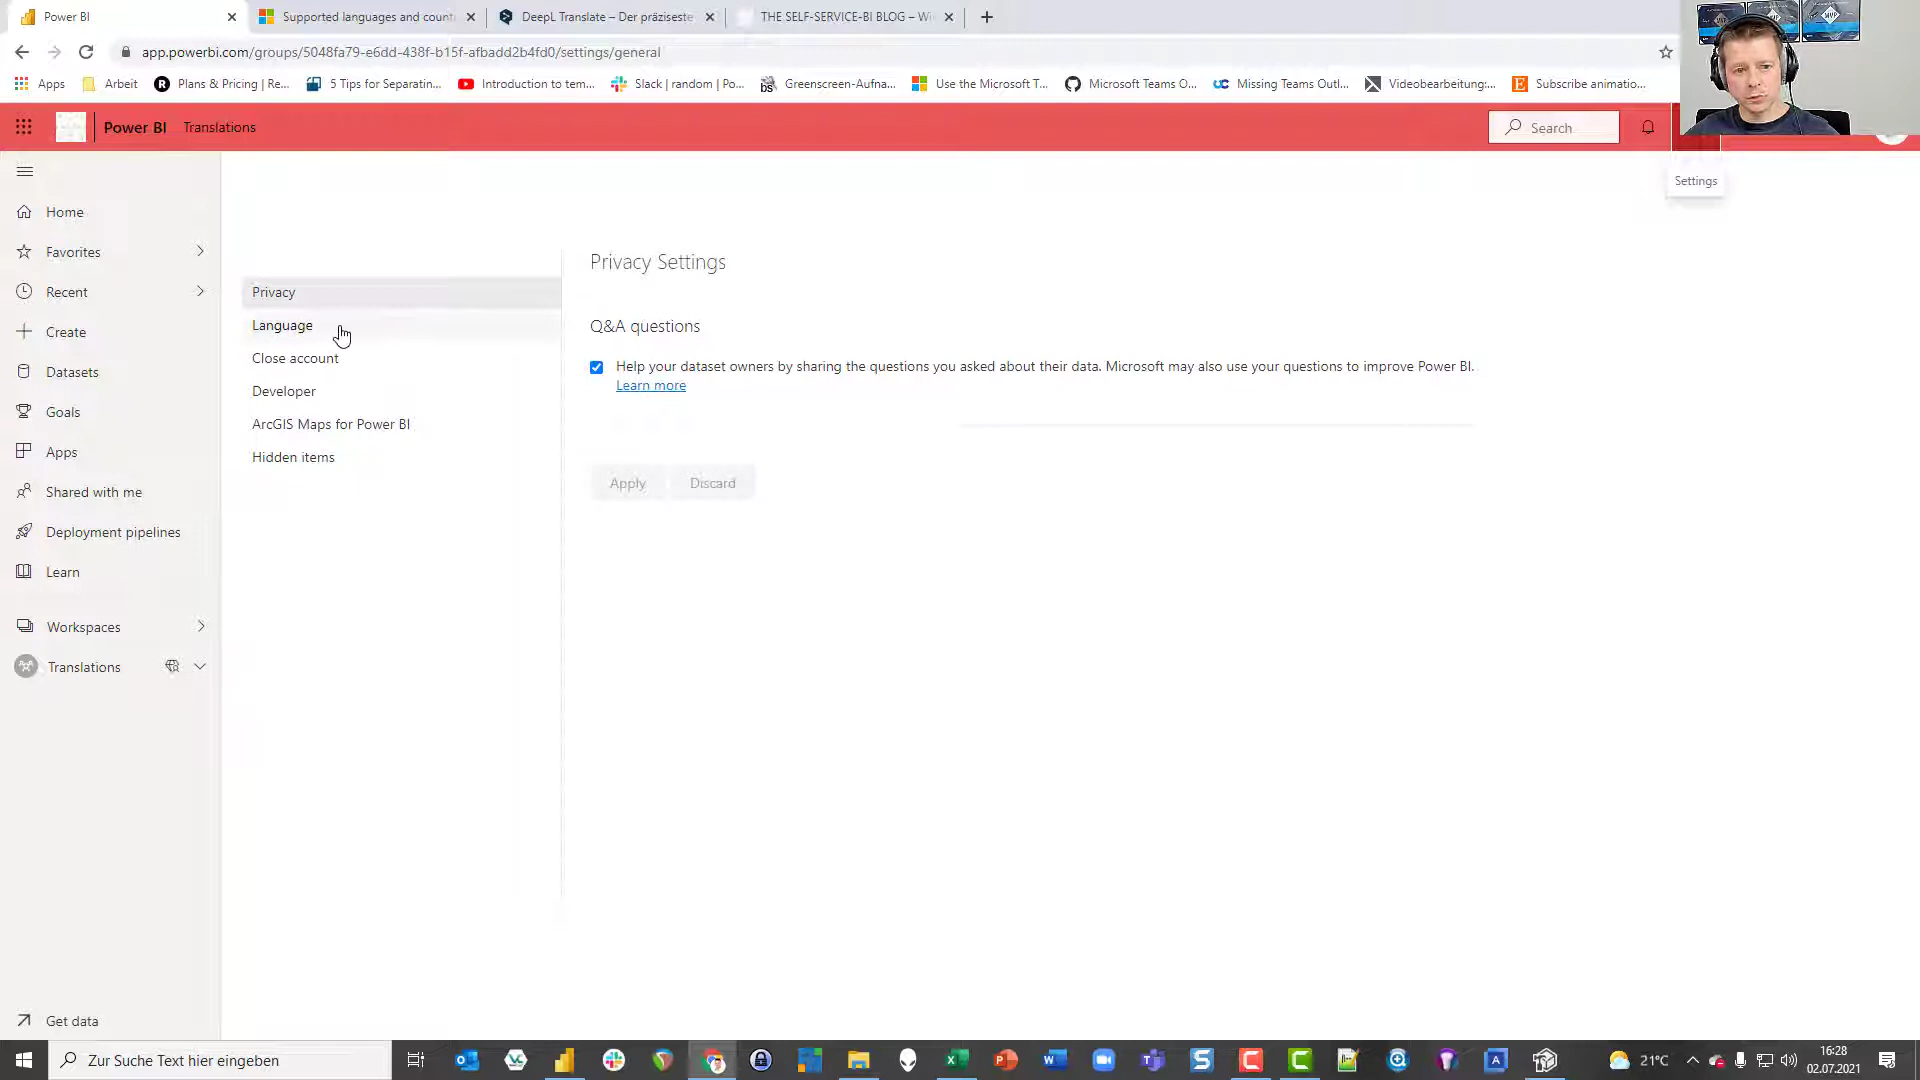 Power BI
Supported languages and count
DeepL Translate – Der präziseste
THE SELF-SERVICE-BI BLOG – Wi
app.powerbi.com/groups/5048fa79-e6dd-438f-b15f-afbadd2b4fd0/settings/general
Apps
Arbeit
Plans & Pricing | Re...
5 Tips for Separatin...
Introduction to tem...
Slack | random | Po...
Greenscreen-Aufna...
Use the Microsoft T...
Microsoft Teams O...
Missing Teams Outl...
Videobearbeitung:...
Subscribe animatio...
Power BI
Translations
Search
Settings
Home
Favorites
Recent
Create
Datasets
Goals
Apps
Shared with me
Deployment pipelines
Learn
Workspaces
Translations
Get data
Privacy
Language
Close account
Developer
ArcGIS Maps for Power BI
Hidden items
Privacy Settings
Q&A questions
Help your dataset owners by sharing the questions you asked about their data. Microsoft may also use your questions to improve Power BI.
Learn more
Apply
Discard
Zur Suche Text hier eingeben
21°C
16:28
02.07.2021